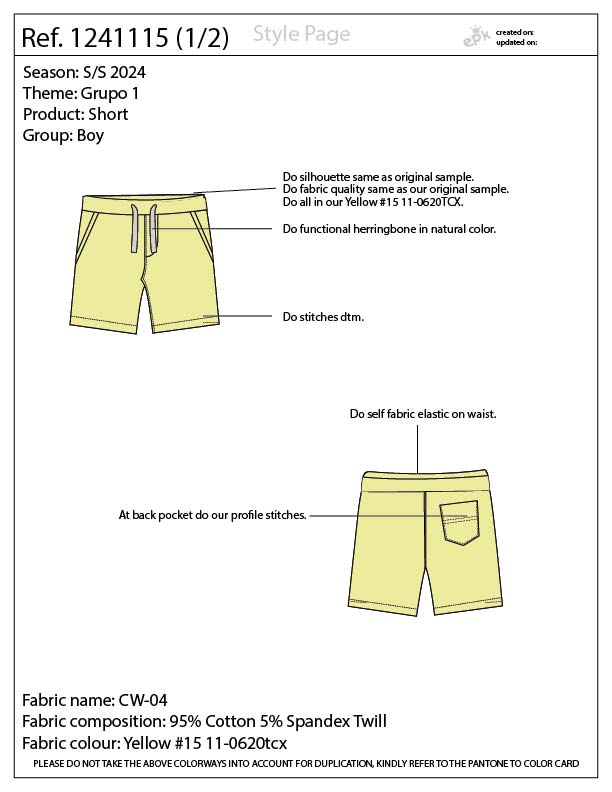 Ref. 1241115 (1/2)
Style Page
epk
created on:
updated on:
Season: S/S 2024
Theme: Grupo 1
Product: Short
Group: Boy
Do silhouette same as original sample.
Do fabric quality same as our original sample.
Do all in our Yellow #15 11-0620TCX.
Do functional herringbone in natural color.
Do stitches dtm.
Do self fabric elastic on waist.
At back pocket do our profile stitches.
Fabric name: CW-04
Fabric composition: 95% Cotton 5% Spandex Twill
Fabric colour: Yellow #15 11-0620tcx
PLEASE DO NOT TAKE THE ABOVE COLORWAYS INTO ACCOUNT FOR DUPLICATION, KINDLY REFER TO THE PANTONE TO COLOR CARD